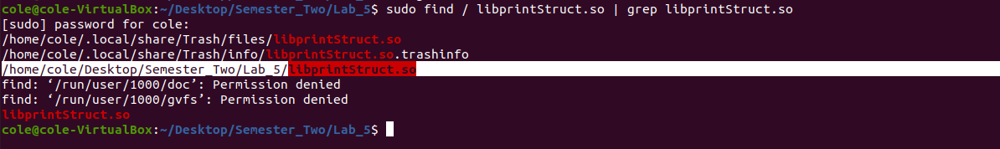 cole@cole-VirtualBox:~/Desktop/Semester_Two/Lab_5$ sudo find / libprintStruct.so | grep libprintStruct.so
[sudo] password for cole:
/home/cole/.local/share/Trash/files/libprintStruct.so
/home/cole/.local/share/Trash/info/libprintStruct.so.trashinfo
/home/cole/Desktop/Semester_Two/Lab_5/libprintStruct.so
find: ‘/run/user/1000/doc’: Permission denied
find: ‘/run/user/1000/gvfs’: Permission denied
libprintStruct.so
cole@cole-VirtualBox:~/Desktop/Semester_Two/Lab_5$